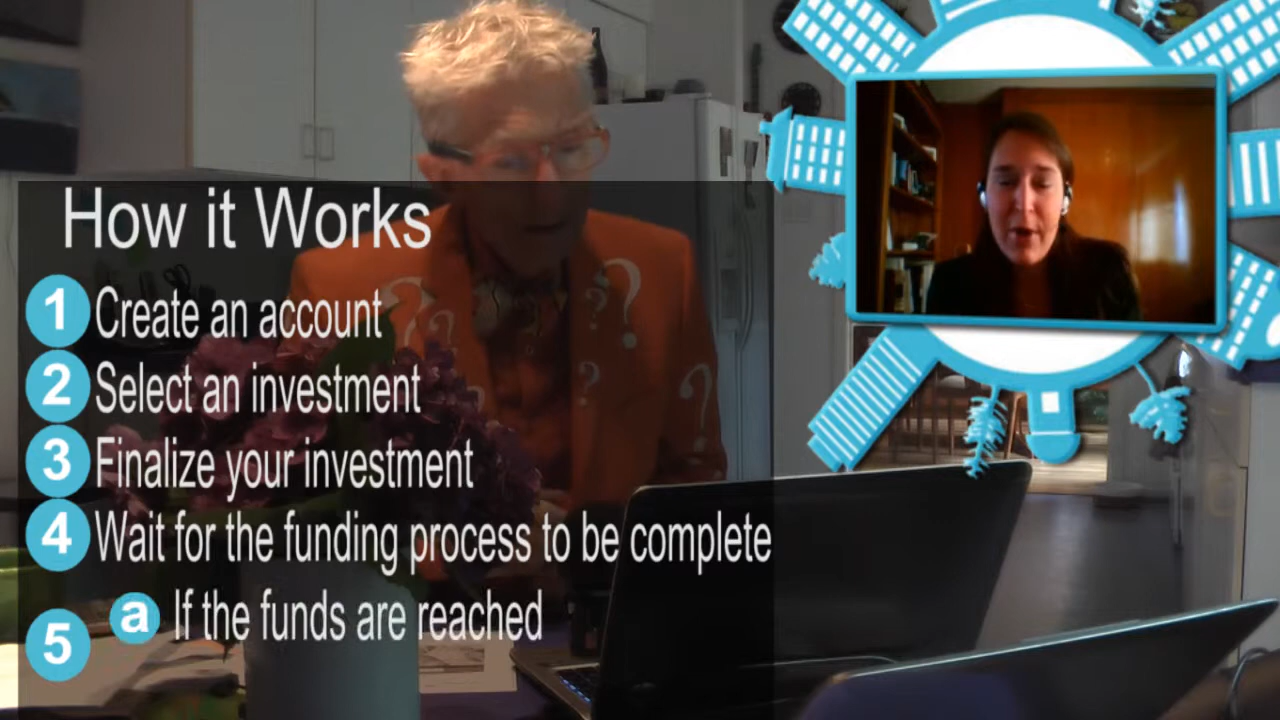 How it Works
1 Create an account
2 Select an investment
3 Finalize your investment
4 Wait for the funding process to be complete
5 a If the funds are reached
? ? ? ? ? ?